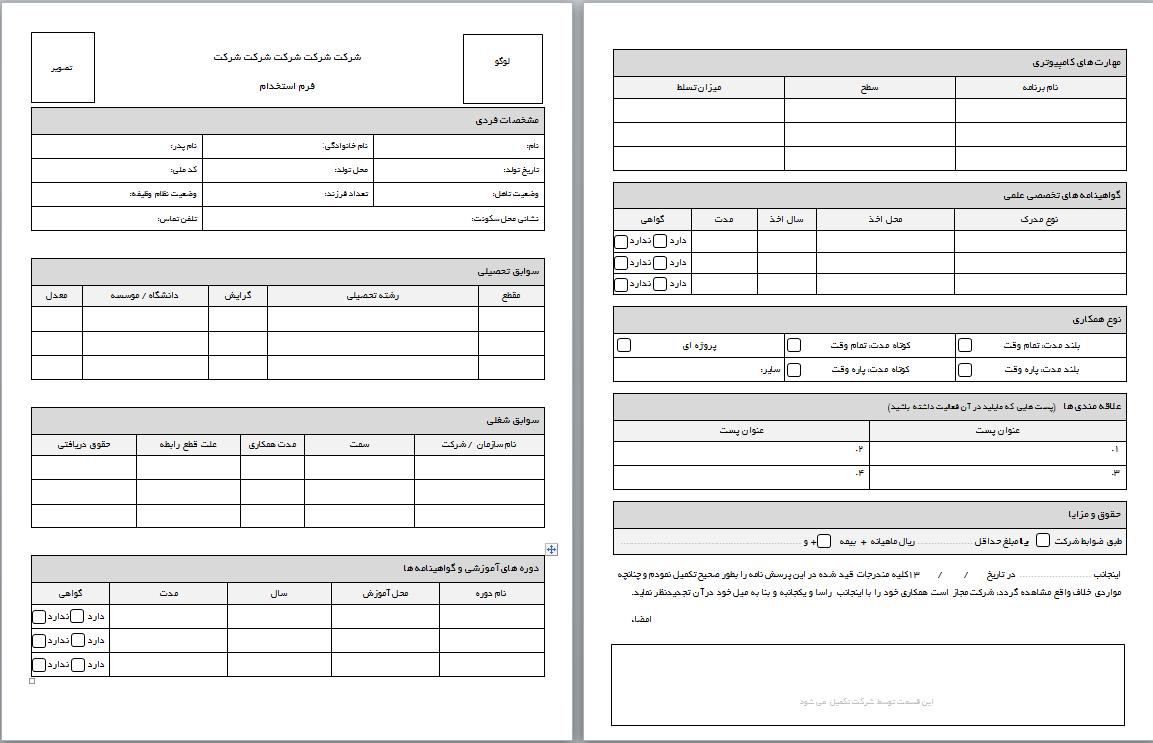 لوگو
شرکت شرکت شرکت شرکت شرکت
تصویر
فرم استخدام
مشخصات فردی
نام: نام خانوادگی: نام پدر:
تاریخ تولد: محل تولد: کد ملی:
وضعیت تاهل: تعداد فرزند: وضعیت نظام وظیفه:
نشانی محل سکونت: تلفن تماس:
سوابق تحصیلی
مقطع رشته تحصیلی گرایش دانشگاه / موسسه معدل
سوابق شغلی
نام سازمان / شرکت سمت مدت همکاری علت قطع رابطه حقوق دریافتی
دوره های آموزشی و گواهینامه ها
نام دوره محل آموزش سال مدت گواهی
دارد ندارد
دارد ندارد
دارد ندارد
مهارت های کامپیوتری
نام برنامه سطح میزان تسلط
گواهینامه های تخصصی علمی
نوع مدرک محل اخذ سال اخذ مدت گواهی
دارد ندارد
دارد ندارد
دارد ندارد
نوع همکاری
بلند مدت، تمام وقت کوتاه مدت، تمام وقت پروژه ای
بلند مدت، پاره وقت کوتاه مدت، پاره وقت سایر:
علاقه مندی ها (پست هایی که مایلید در آن فعالیت داشته باشید)
عنوان پست عنوان پست
۱. ۲.
۳. ۴.
حقوق و مزایا
طبق ضوابط شرکت یا مبلغ حداقل .................. ریال ماهیانه + بیمه + و ............................................................
اینجانب ........................ در تاریخ / / ۱۳ کلیه مندرجات قید شده در این پرسش نامه را بطور صحیح تکمیل نمودم و چنانچه
مواردی خلاف واقع مشاهده گردد، شرکت مجاز است همکاری خود را با اینجانب راسا و یکجانبه و بنا به میل خود در آن تجدیدنظر نماید.
امضاء
این قسمت توسط شرکت تکمیل می شود